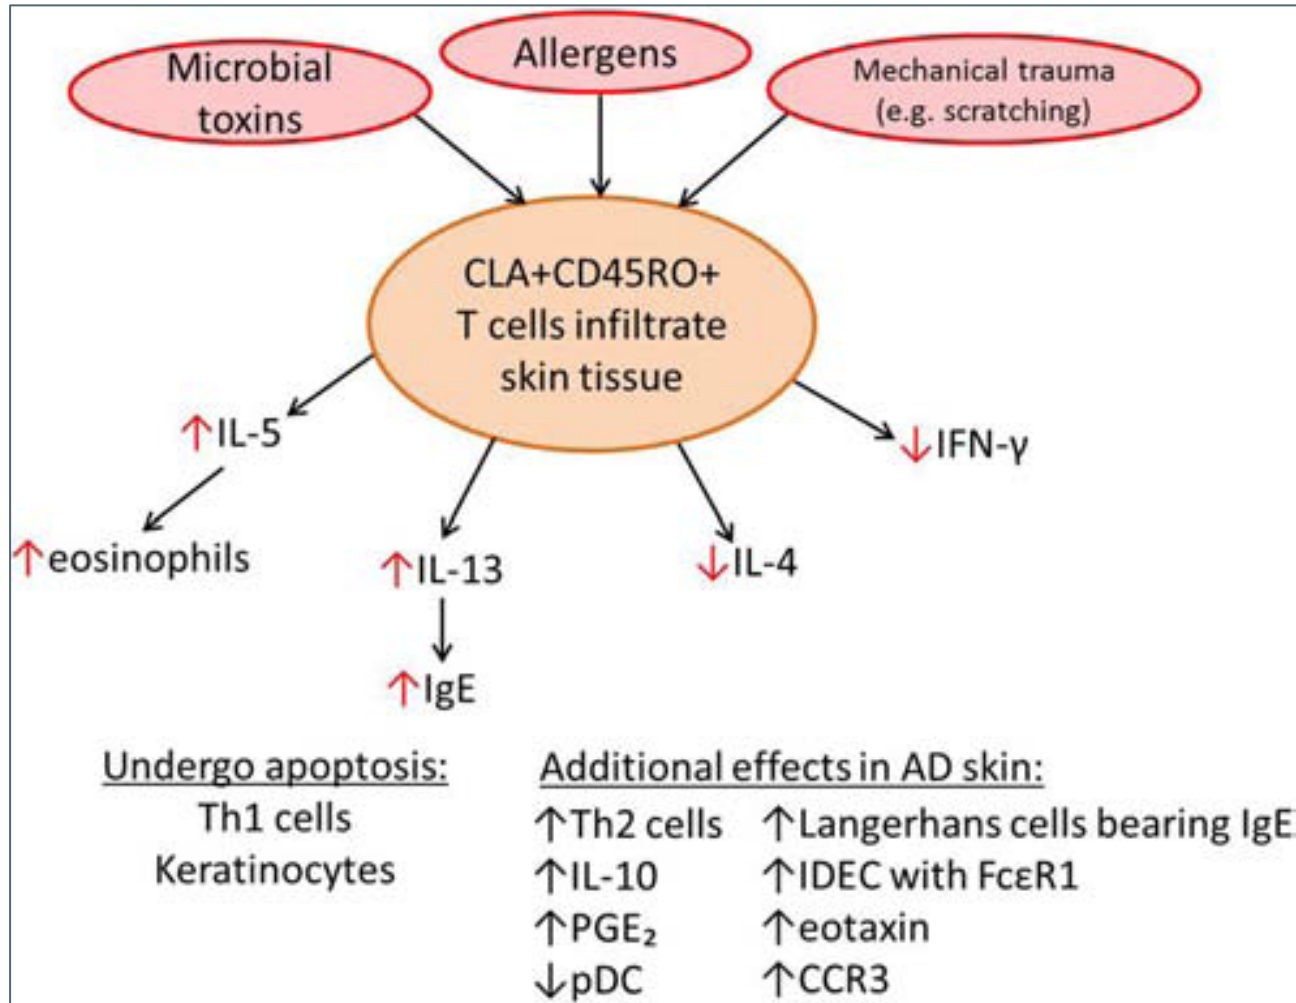 Microbial
toxins
Allergens
Mechanical trauma
(e.g. scratching)
CLA+CD45RO+
T cells infiltrate
skin tissue
↑IL-5
↓IFN-γ
↑eosinophils
↑IL-13
↓IL-4
↑IgE
Undergo apoptosis:
Th1 cells
Keratinocytes
Additional effects in AD skin:
↑Th2 cells
↑IL-10
↑PGE₂
↓pDC
↑Langerhans cells bearing IgE
↑IDEC with FcεR1
↑eotaxin
↑CCR3